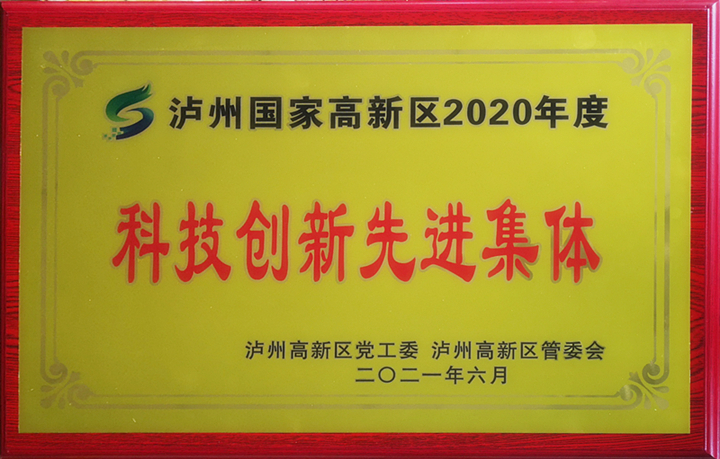 泸州国家高新区2020年度
科技创新先进集体
泸州高新区党工委 泸州高新区管委会
二〇二一年六月